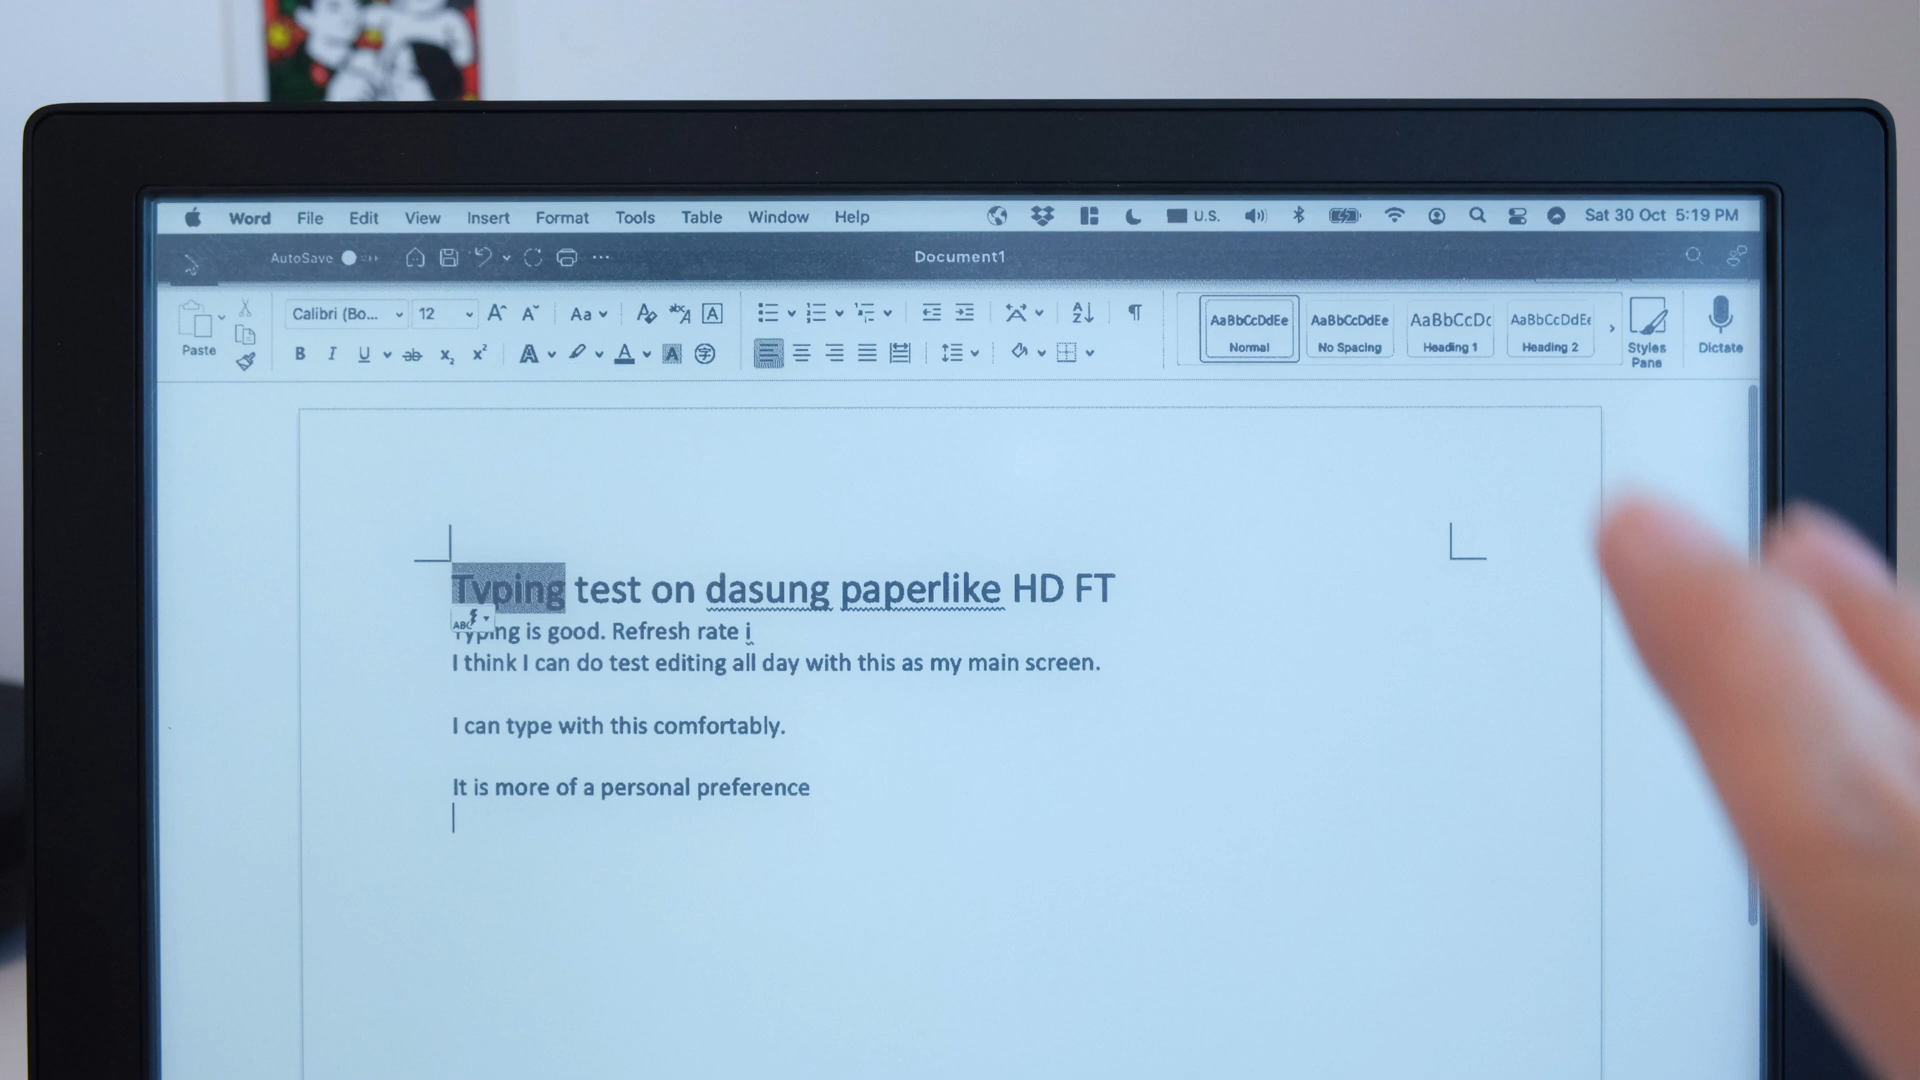 Word File Edit View Insert Format Tools Table Window Help U.S. Sat 30 Oct 5:19 PM
AutoSave Document1
Paste Calibri (Bo... 12 Aa
AaBbCcDdEe AaBbCcDdEe AaBbCcDc AaBbCcDdEe
Normal No Spacing Heading 1 Heading 2 Styles Pane Dictate
Typing test on dasung paperlike HD FT
Typing is good. Refresh rate i
I think I can do test editing all day with this as my main screen.
I can type with this comfortably.
It is more of a personal preference